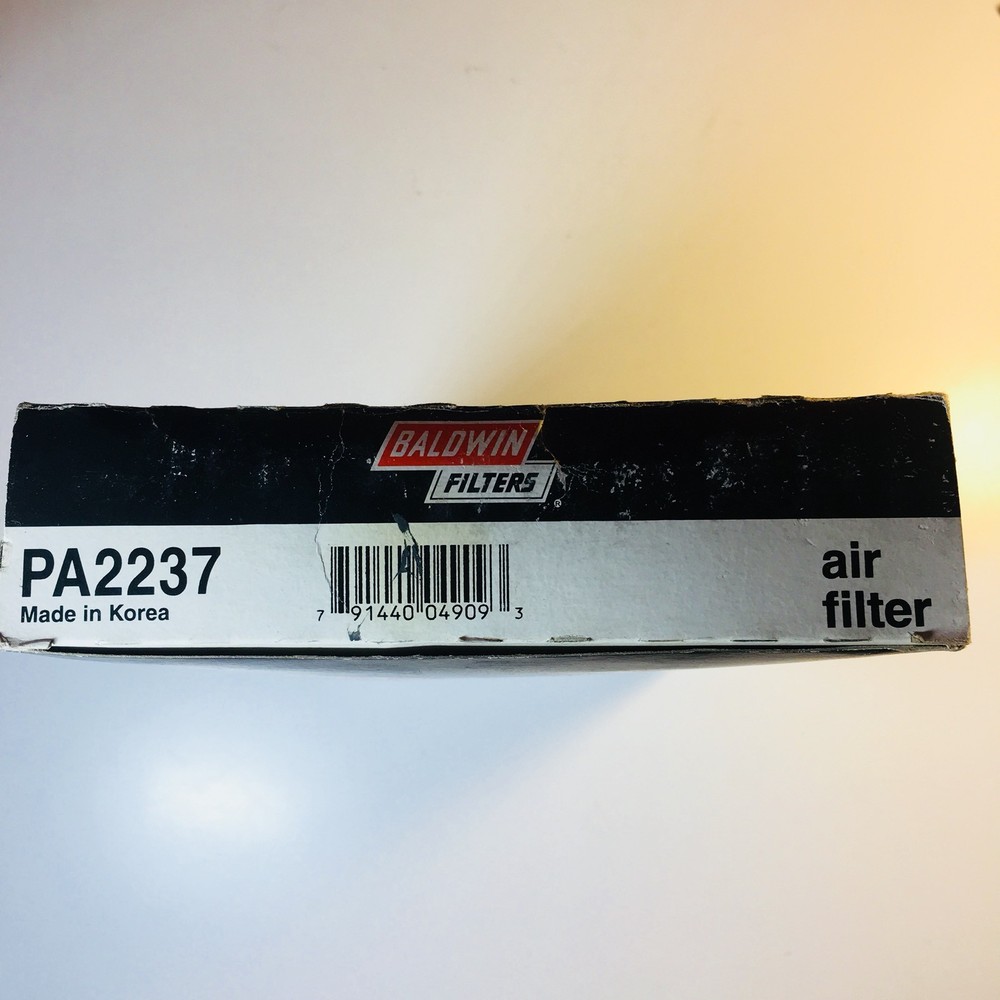 BALDWIN
FILTERS®
PA2237
Made in Korea
7 91440 04909 3
air
filter